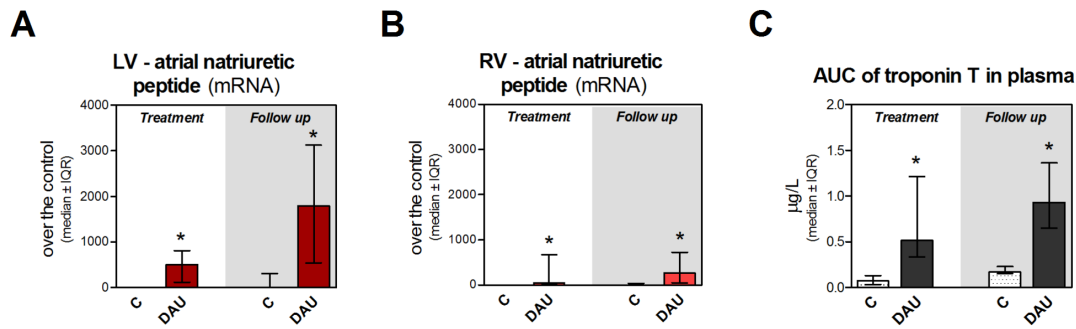 A
LV - atrial natriuretic
peptide (mRNA)
over the control
(median ± IQR)
4000
3000
2000
1000
0
Treatment
Follow up
*
*
C
DAU
C
DAU
B
RV - atrial natriuretic
peptide (mRNA)
over the control
(median ± IQR)
4000
3000
2000
1000
0
Treatment
Follow up
*
*
C
DAU
C
DAU
C
AUC of troponin T in plasma
µg/L
(median ± IQR)
2.0
1.5
1.0
0.5
0.0
Treatment
Follow up
*
*
C
DAU
C
DAU